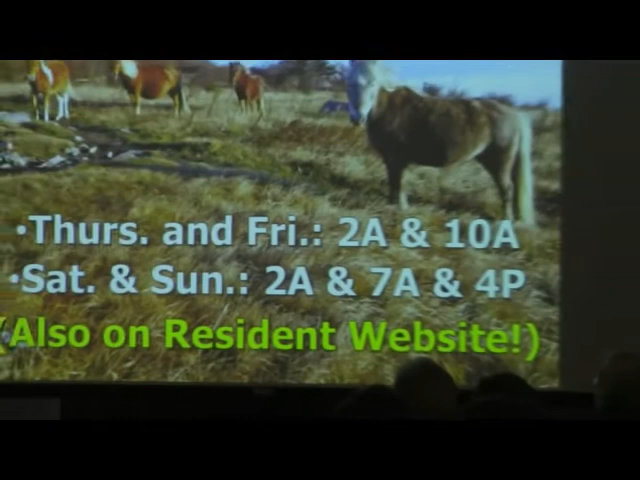 •Thurs. and Fri.: 2A & 10A
•Sat. & Sun.: 2A & 7A & 4P
(Also on Resident Website!)